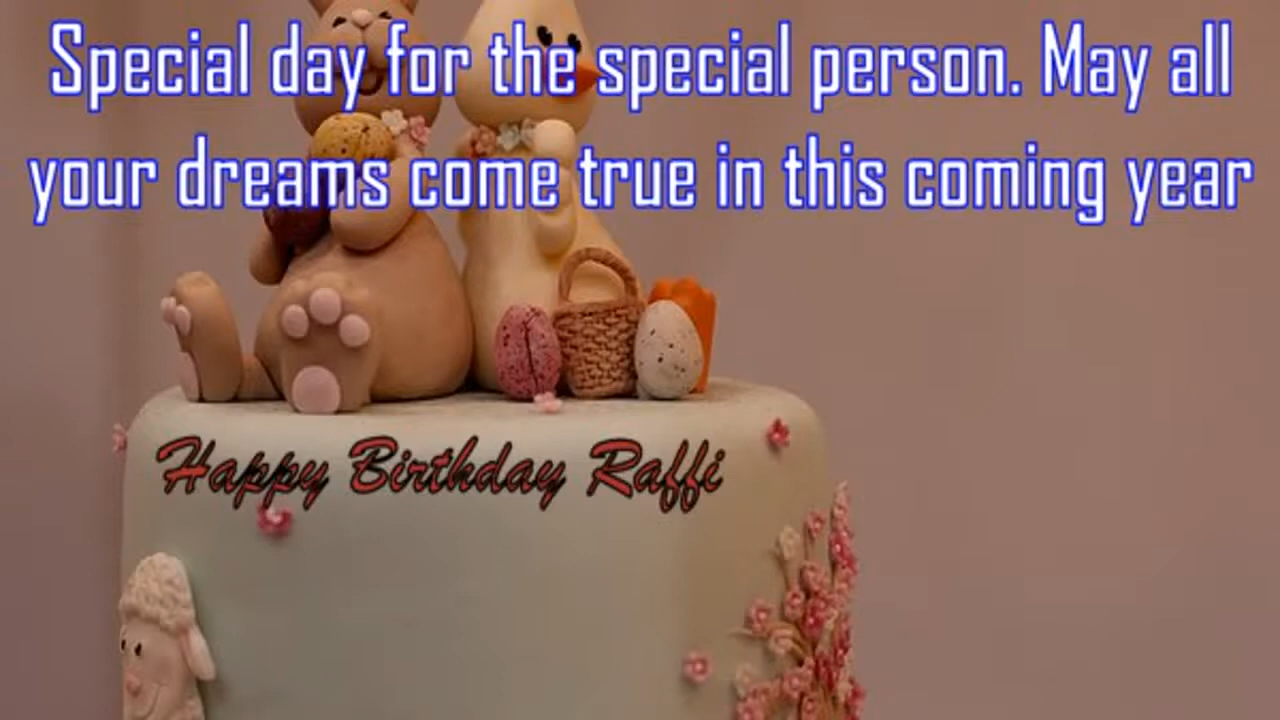 Special day for the special person. May all
your dreams come true in this coming year
Happy Birthday Raffi